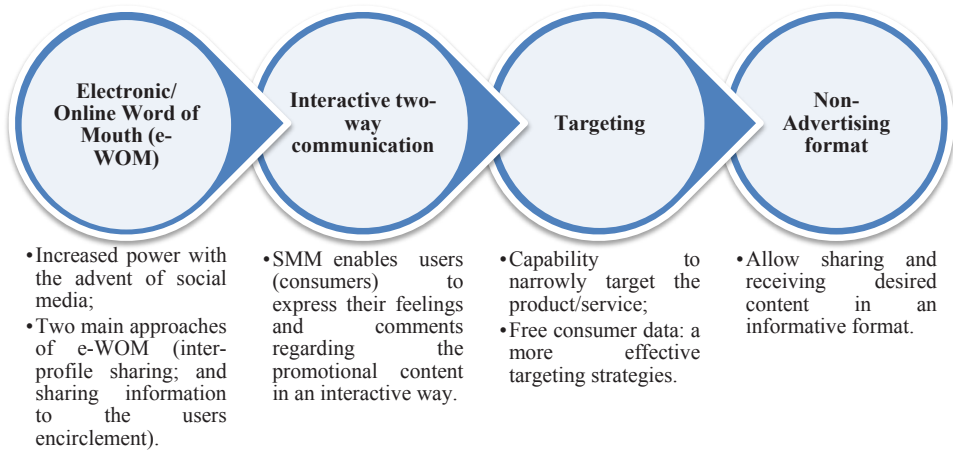 Electronic/
Online Word of
Mouth (e-
WOM)
Interactive two-
way
communication
Targeting
Non-
Advertising
format
•Increased power with
the advent of social
media;
•Two main approaches
of e-WOM (inter-
profile sharing; and
sharing information
to the users
encirclement).
•SMM enables users
(consumers) to
express their feelings
and comments
regarding the
promotional content
in an interactive way.
•Capability to
narrowly target the
product/service;
•Free consumer data: a
more effective
targeting strategies.
•Allow sharing and
receiving desired
content in an
informative format.